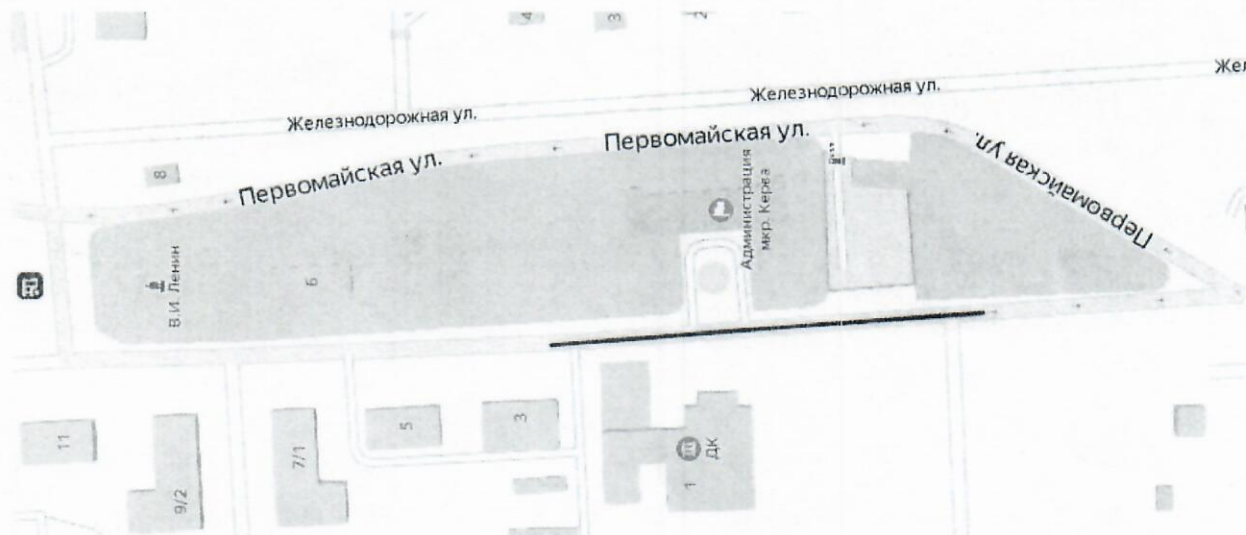 4
3
2
Жел
Железнодорожная ул.
Железнодорожная ул.
Первомайская ул.
Первомайская ул.
Первомайская ул.
8
Администрация
мкр. Керва
В.И. Ленин
Б
11
9/2
7/1
5
3
1
ДК